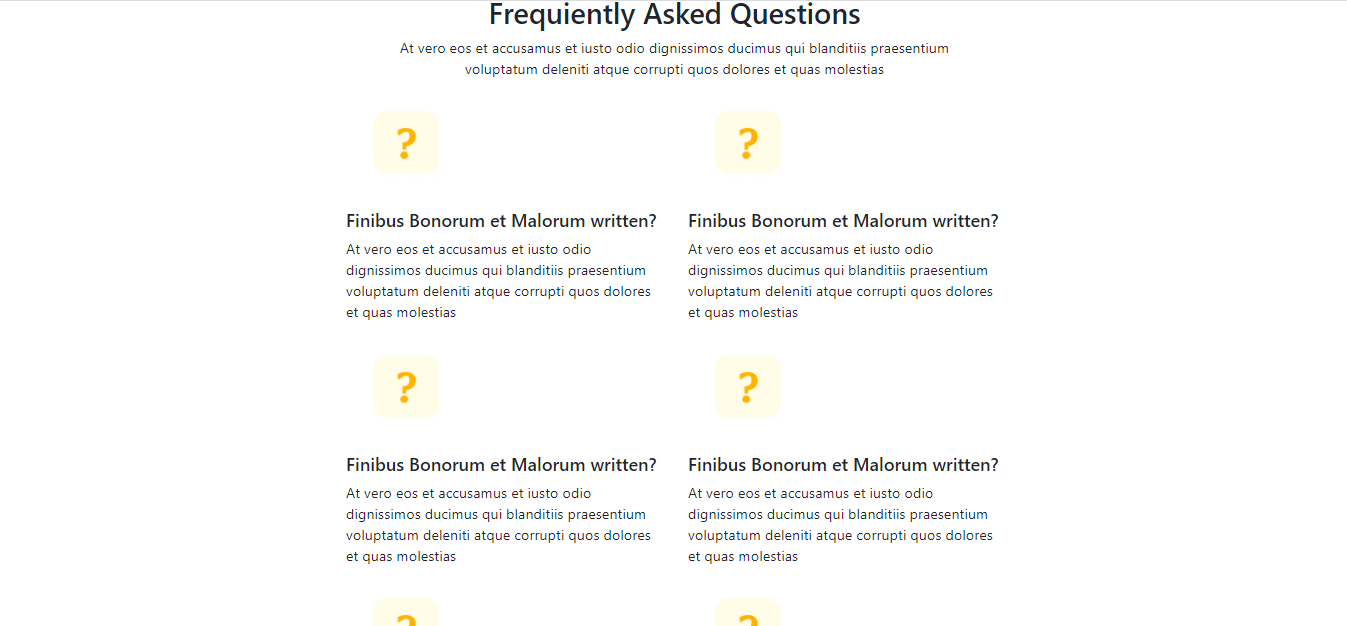 Frequiently Asked Questions
At vero eos et accusamus et iusto odio dignissimos ducimus qui blanditiis praesentium
voluptatum deleniti atque corrupti quos dolores et quas molestias
?
?
Finibus Bonorum et Malorum written?
At vero eos et accusamus et iusto odio
dignissimos ducimus qui blanditiis praesentium
voluptatum deleniti atque corrupti quos dolores
et quas molestias
Finibus Bonorum et Malorum written?
At vero eos et accusamus et iusto odio
dignissimos ducimus qui blanditiis praesentium
voluptatum deleniti atque corrupti quos dolores
et quas molestias
?
?
Finibus Bonorum et Malorum written?
At vero eos et accusamus et iusto odio
dignissimos ducimus qui blanditiis praesentium
voluptatum deleniti atque corrupti quos dolores
et quas molestias
Finibus Bonorum et Malorum written?
At vero eos et accusamus et iusto odio
dignissimos ducimus qui blanditiis praesentium
voluptatum deleniti atque corrupti quos dolores
et quas molestias
?
?